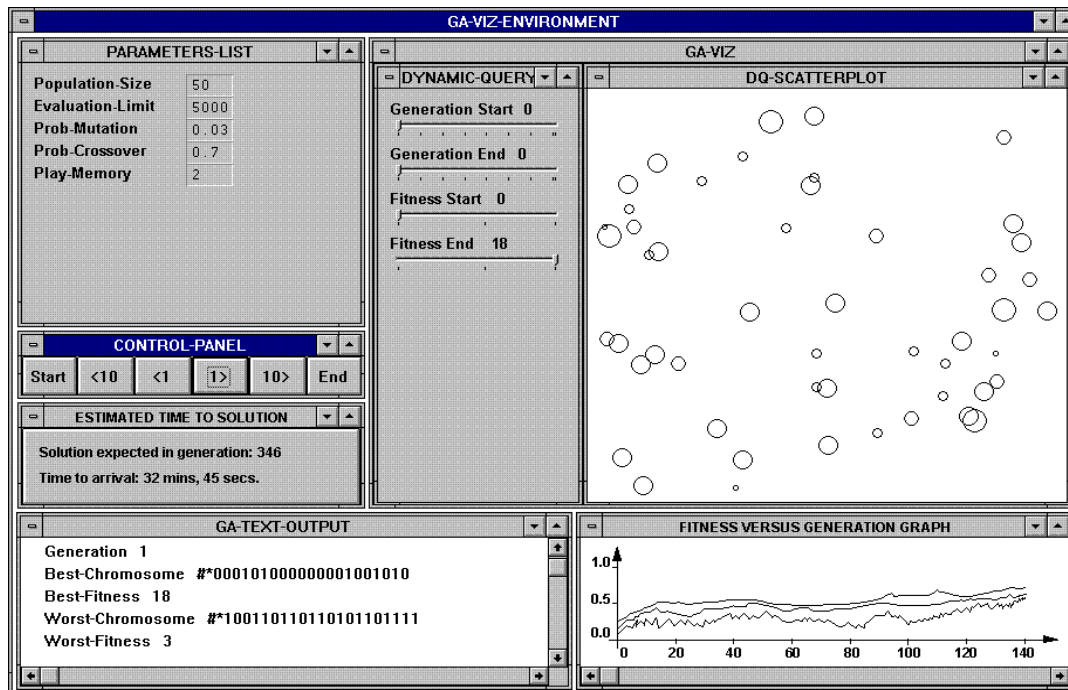 GA-VIZ-ENVIRONMENT
PARAMETERS-LIST
Population-Size 50
Evaluation-Limit 5000
Prob-Mutation 0.03
Prob-Crossover 0.7
Play-Memory 2
CONTROL-PANEL
Start <10 <1 1> 10> End
ESTIMATED TIME TO SOLUTION
Solution expected in generation: 346
Time to arrival: 32 mins, 45 secs.
GA-VIZ
DYNAMIC-QUERY
Generation Start 0
Generation End 0
Fitness Start 0
Fitness End 18
DQ-SCATTERPLOT
GA-TEXT-OUTPUT
Generation 1
Best-Chromosome #*000101000000001001010
Best-Fitness 18
Worst-Chromosome #*100110110110101101111
Worst-Fitness 3
FITNESS VERSUS GENERATION GRAPH
1.0
0.5
0.0
0 20 40 60 80 100 120 140